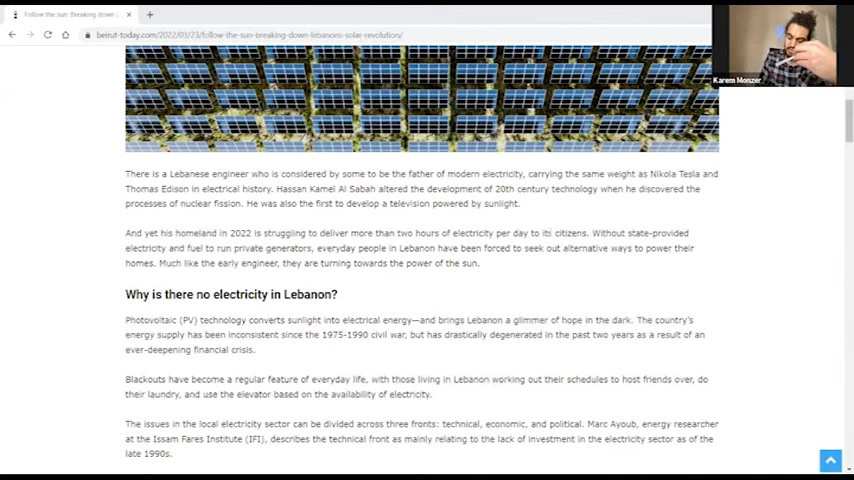 Follow the sun: Breaking down L
beirut-today.com/2022/03/23/follow-the-sun-breaking-down-lebanons-solar-revolution/
Karem Monzer
There is a Lebanese engineer who is considered by some to be the father of modern electricity, carrying the same weight as Nikola Tesla and
Thomas Edison in electrical history. Hassan Kamel Al Sabah altered the development of 20th century technology when he discovered the
processes of nuclear fission. He was also the first to develop a television powered by sunlight.
And yet his homeland in 2022 is struggling to deliver more than two hours of electricity per day to its citizens. Without state-provided
electricity and fuel to run private generators, everyday people in Lebanon have been forced to seek out alternative ways to power their
homes. Much like the early engineer, they are turning towards the power of the sun.
Why is there no electricity in Lebanon?
Photovoltaic (PV) technology converts sunlight into electrical energy—and brings Lebanon a glimmer of hope in the dark. The country's
energy supply has been inconsistent since the 1975-1990 civil war, but has drastically degenerated in the past two years as a result of an
ever-deepening financial crisis.
Blackouts have become a regular feature of everyday life, with those living in Lebanon working out their schedules to host friends over, do
their laundry, and use the elevator based on the availability of electricity.
The issues in the local electricity sector can be divided across three fronts: technical, economic, and political. Marc Ayoub, energy researcher
at the Issam Fares Institute (IFI), describes the technical front as mainly relating to the lack of investment in the electricity sector as of the
late 1990s.